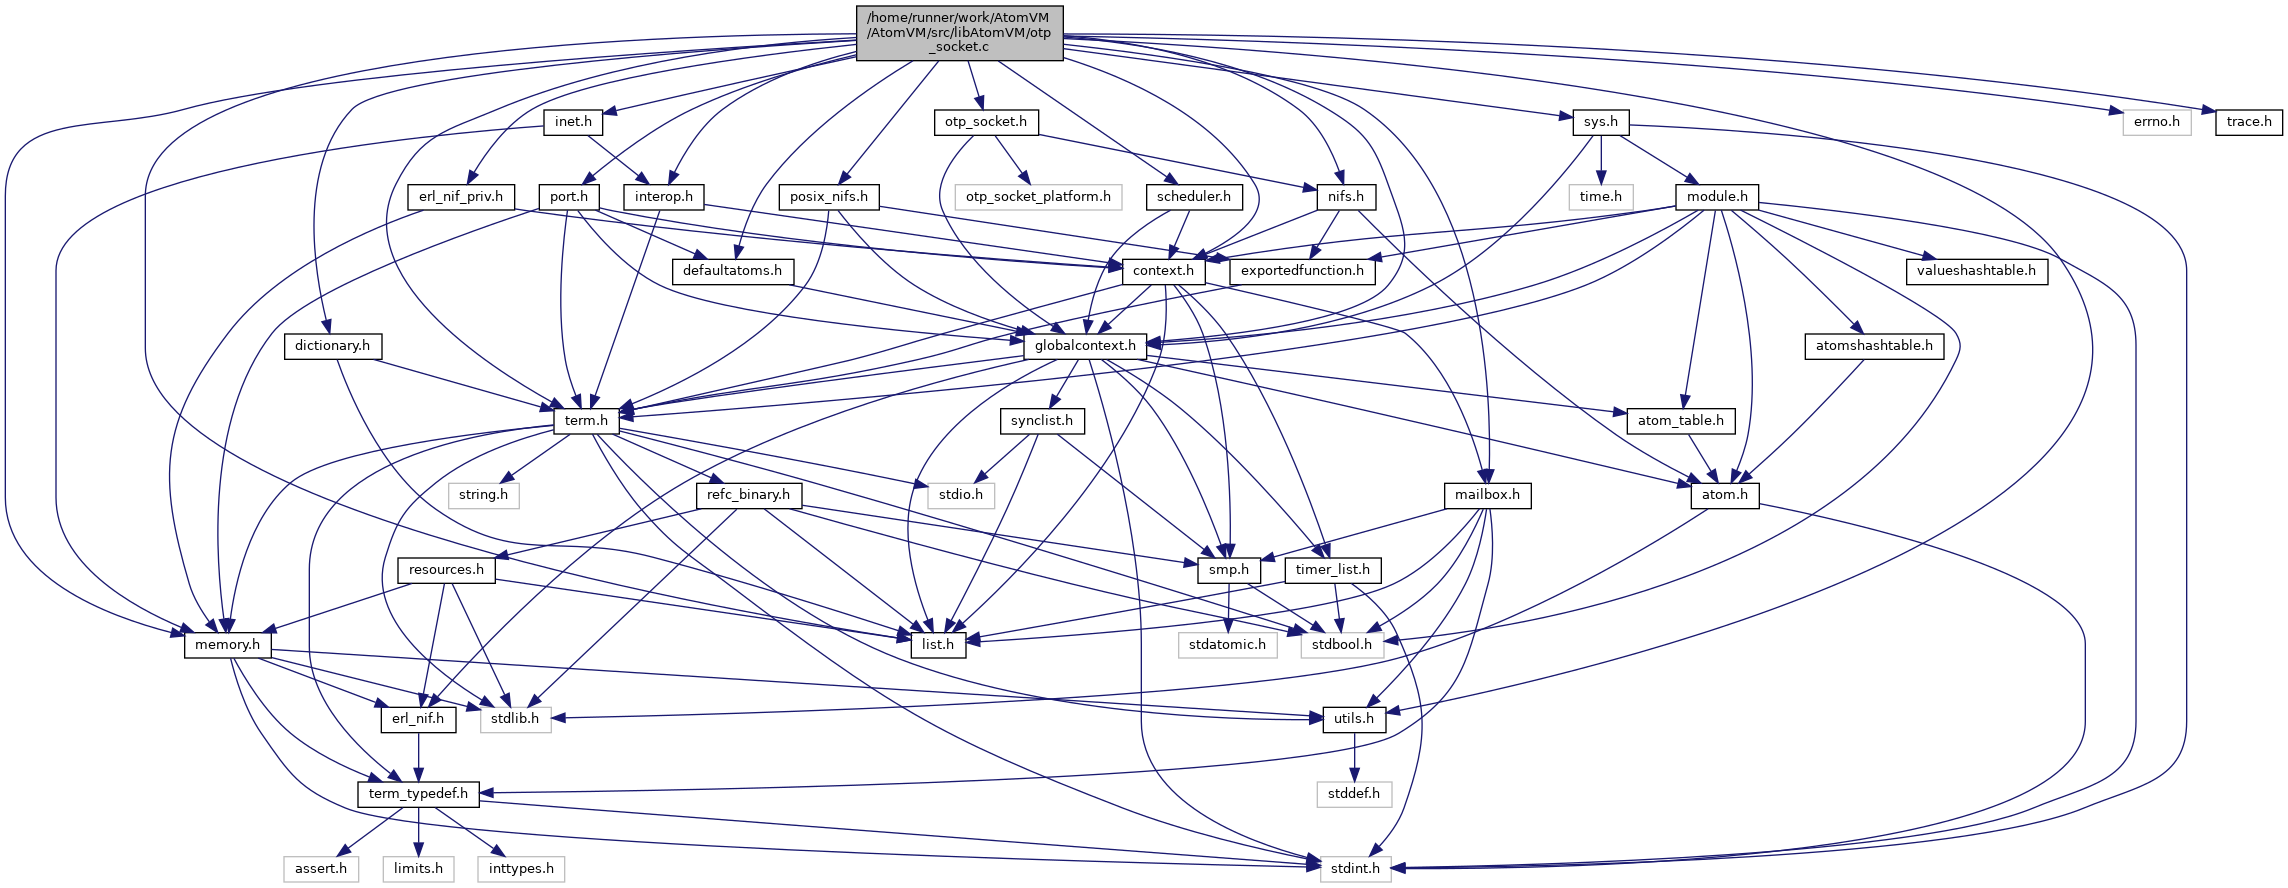 /home/runner/work/AtomVM
/AtomVM/src/libAtomVM/otp
_socket.c
inet.h
otp_socket.h
sys.h
errno.h
trace.h
erl_nif_priv.h
port.h
interop.h
posix_nifs.h
otp_socket_platform.h
scheduler.h
nifs.h
time.h
module.h
defaultatoms.h
context.h
exportedfunction.h
valueshashtable.h
dictionary.h
globalcontext.h
atomshashtable.h
term.h
synclist.h
atom_table.h
string.h
refc_binary.h
stdio.h
mailbox.h
atom.h
resources.h
smp.h
timer_list.h
memory.h
list.h
stdatomic.h
stdbool.h
erl_nif.h
stdlib.h
utils.h
term_typedef.h
stddef.h
assert.h
limits.h
inttypes.h
stdint.h